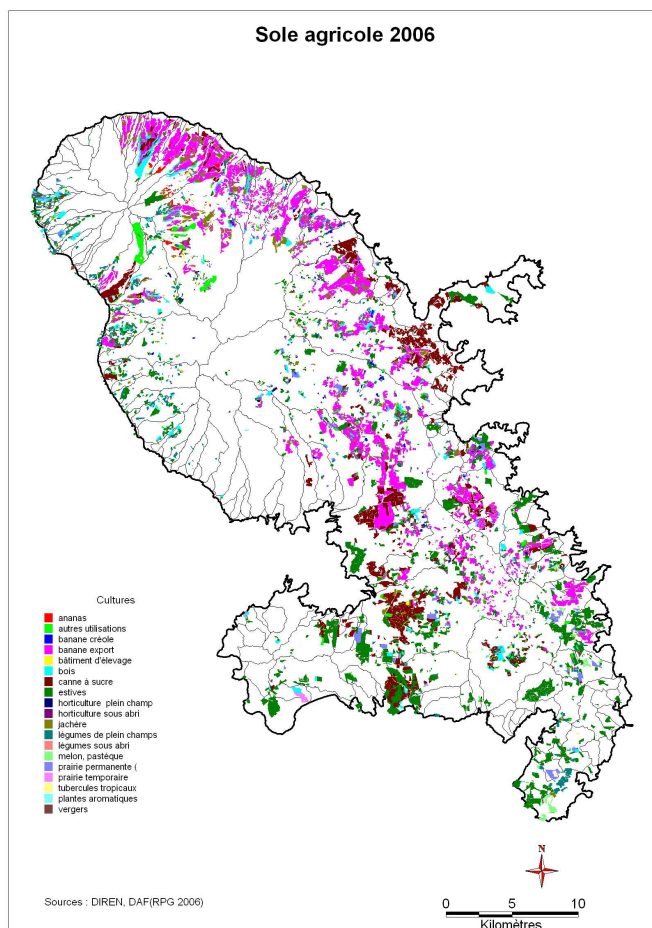 Sole agricole 2006
Cultures
ananas
autres utilisations
banane créole
banane export
bâtiment d'élevage
bois
canne à sucre
estives
horticulture plein champ
horticulture sous abri
jachère
légumes de plein champs
légumes sous abri
melon, pastèque
prairie permanente (
prairie temporaire
tubercules tropicaux
plantes aromatiques
vergers
N
Sources : DIREN, DAF(RPG 2006)
0 5 10
Kilomètres